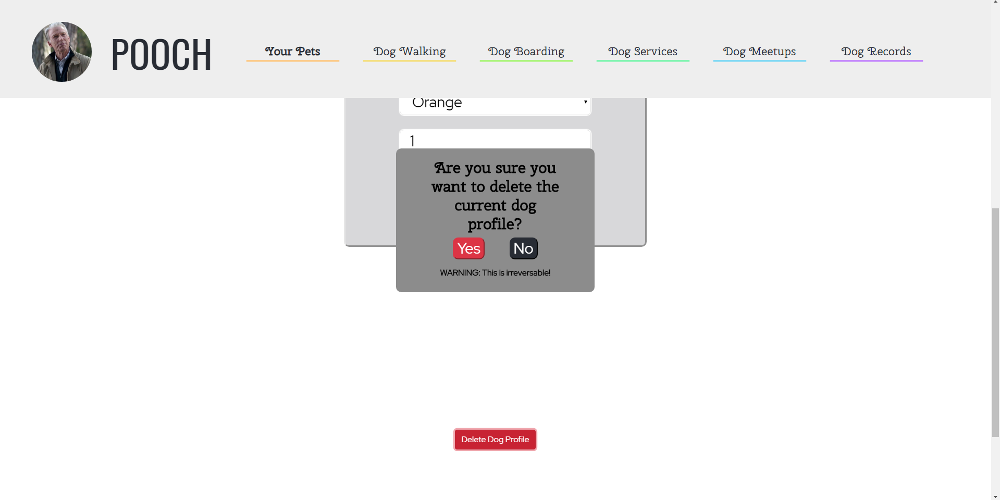 POOCH
Your Pets
Dog Walking
Dog Boarding
Dog Services
Dog Meetups
Dog Records
Orange
1
Are you sure you
want to delete the
current dog
profile?
Yes
No
WARNING: This is irreversable!
Delete Dog Profile